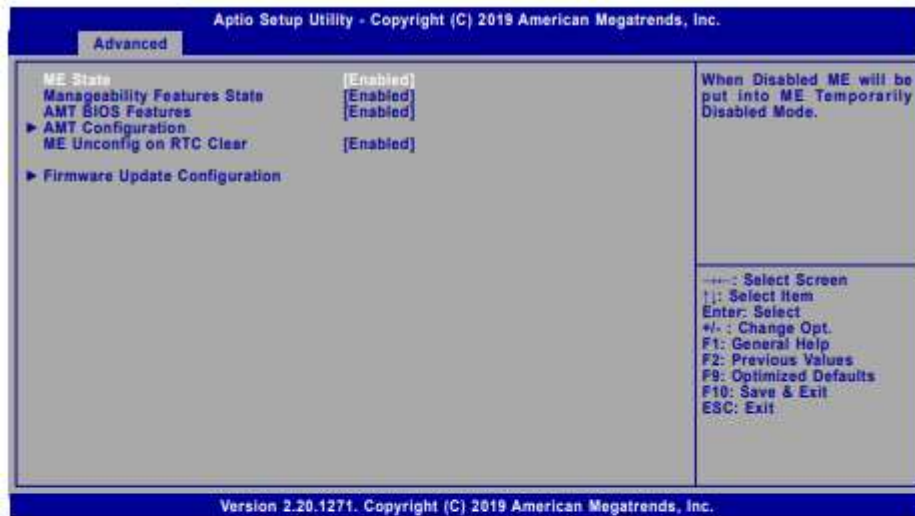 Aptio Setup Utility - Copyright (C) 2019 American Megatrends, Inc.
Advanced
ME State [Enabled]
Manageability Features State [Enabled]
AMT BIOS Features [Enabled]
► AMT Configuration
ME Unconfig on RTC Clear [Enabled]
► Firmware Update Configuration
When Disabled ME will be
put into ME Temporarily
Disabled Mode.
→←: Select Screen
↑↓: Select Item
Enter: Select
+/- : Change Opt.
F1: General Help
F2: Previous Values
F9: Optimized Defaults
F10: Save & Exit
ESC: Exit
Version 2.20.1271. Copyright (C) 2019 American Megatrends, Inc.